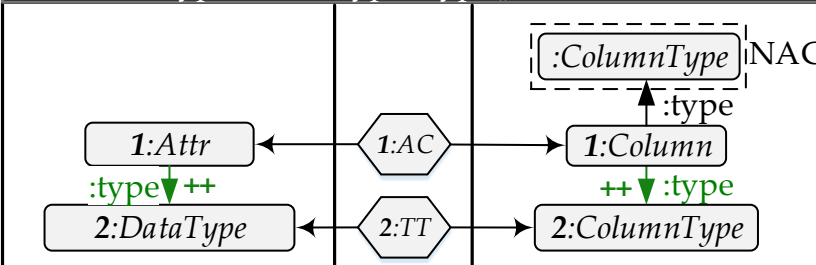 :ColumnType NAC
:type
1:Attr 1:AC 1:Column
:type ++ ++ :type
2:DataType 2:TT 2:ColumnType